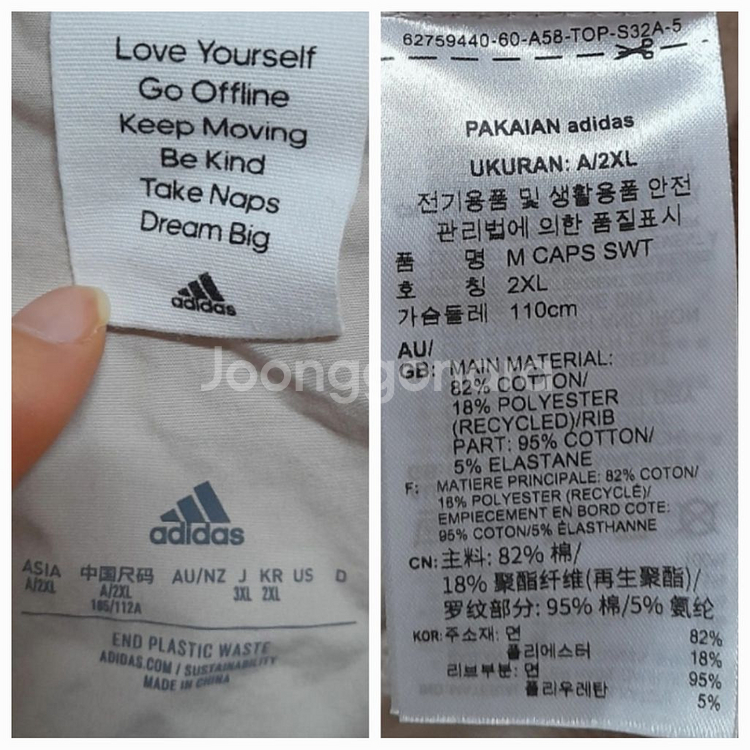 Love Yourself
Go Offline
Keep Moving
Be Kind
Take Naps
Dream Big
adidas
adidas
ASIA 中国尺码 AU/NZ J KR US D
A/2XL A/2XL 3XL 2XL
185/112A
END PLASTIC WASTE
ADIDAS.COM / SUSTAINABILITY
MADE IN CHINA
62759440-60-A58-TOP-S32A-5
PAKAIAN adidas
UKURAN: A/2XL
전기용품 및 생활용품 안전
관리법에 의한 품질표시
품 명 M CAPS SWT
호 칭 2XL
가슴둘레 110cm
AU/
GB: MAIN MATERIAL:
82% COTTON/
18% POLYESTER
(RECYCLED)/RIB
PART: 95% COTTON/
5% ELASTANE
F: MATIERE PRINCIPALE: 82% COTON/
18% POLYESTER (RECYCLÉ)/
EMPIECEMENT EN BORD COTE:
95% COTON/5% ÉLASTHANNE
CN: 主料: 82% 棉/
18% 聚酯纤维(再生聚酯)/
罗纹部分: 95% 棉/5% 氨纶
KOR: 주소재: 면 82%
폴리에스터 18%
리브부분: 면 95%
폴리우레탄 5%